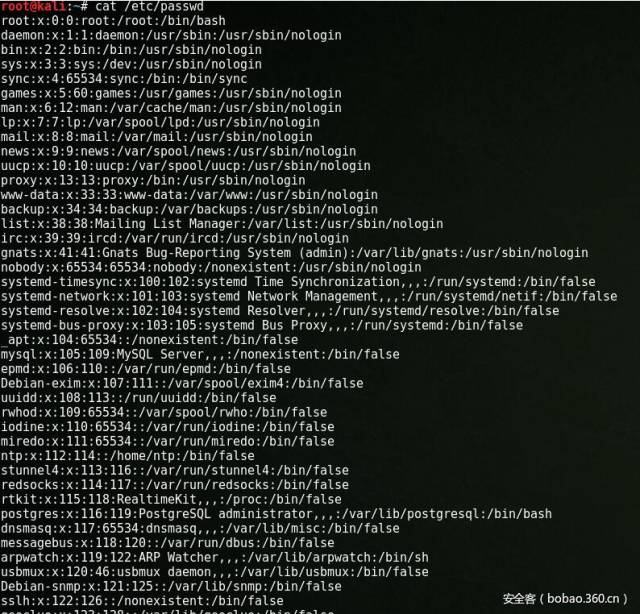 root@kali:~# cat /etc/passwd
root:x:0:0:root:/root:/bin/bash
daemon:x:1:1:daemon:/usr/sbin:/usr/sbin/nologin
bin:x:2:2:bin:/bin:/usr/sbin/nologin
sys:x:3:3:sys:/dev:/usr/sbin/nologin
sync:x:4:65534:sync:/bin:/bin/sync
games:x:5:60:games:/usr/games:/usr/sbin/nologin
man:x:6:12:man:/var/cache/man:/usr/sbin/nologin
lp:x:7:7:lp:/var/spool/lpd:/usr/sbin/nologin
mail:x:8:8:mail:/var/mail:/usr/sbin/nologin
news:x:9:9:news:/var/spool/news:/usr/sbin/nologin
uucp:x:10:10:uucp:/var/spool/uucp:/usr/sbin/nologin
proxy:x:13:13:proxy:/bin:/usr/sbin/nologin
www-data:x:33:33:www-data:/var/www:/usr/sbin/nologin
backup:x:34:34:backup:/var/backups:/usr/sbin/nologin
list:x:38:38:Mailing List Manager:/var/list:/usr/sbin/nologin
irc:x:39:39:ircd:/var/run/ircd:/usr/sbin/nologin
gnats:x:41:41:Gnats Bug-Reporting System (admin):/var/lib/gnats:/usr/sbin/nologin
nobody:x:65534:65534:nobody:/nonexistent:/usr/sbin/nologin
systemd-timesync:x:100:102:systemd Time Synchronization,,,:/run/systemd:/bin/false
systemd-network:x:101:103:systemd Network Management,,,:/run/systemd/netif:/bin/false
systemd-resolve:x:102:104:systemd Resolver,,,:/run/systemd/resolve:/bin/false
systemd-bus-proxy:x:103:105:systemd Bus Proxy,,,:/run/systemd:/bin/false
_apt:x:104:65534::/nonexistent:/bin/false
mysql:x:105:109:MySQL Server,,,:/nonexistent:/bin/false
epmd:x:106:110::/var/run/epmd:/bin/false
Debian-exim:x:107:111::/var/spool/exim4:/bin/false
uuidd:x:108:113::/run/uuidd:/bin/false
rwhod:x:109:65534::/var/spool/rwho:/bin/false
iodine:x:110:65534::/var/run/iodine:/bin/false
miredo:x:111:65534::/var/run/miredo:/bin/false
ntp:x:112:114::/home/ntp:/bin/false
stunnel4:x:113:116::/var/run/stunnel4:/bin/false
redsocks:x:114:117::/var/run/redsocks:/bin/false
rtkit:x:115:118:RealtimeKit,,,:/proc:/bin/false
postgres:x:116:119:PostgreSQL administrator,,,:/var/lib/postgresql:/bin/bash
dnsmasq:x:117:65534:dnsmasq,,,:/var/lib/misc:/bin/false
messagebus:x:118:120::/var/run/dbus:/bin/false
arpwatch:x:119:122:ARP Watcher,,,:/var/lib/arpwatch:/bin/sh
usbmux:x:120:46:usbmux daemon,,,:/var/lib/usbmux:/bin/false
Debian-snmp:x:121:125::/var/lib/snmp:/bin/false
sslh:x:122:126::/nonexistent:/bin/false
安全客（bobao.360.cn）